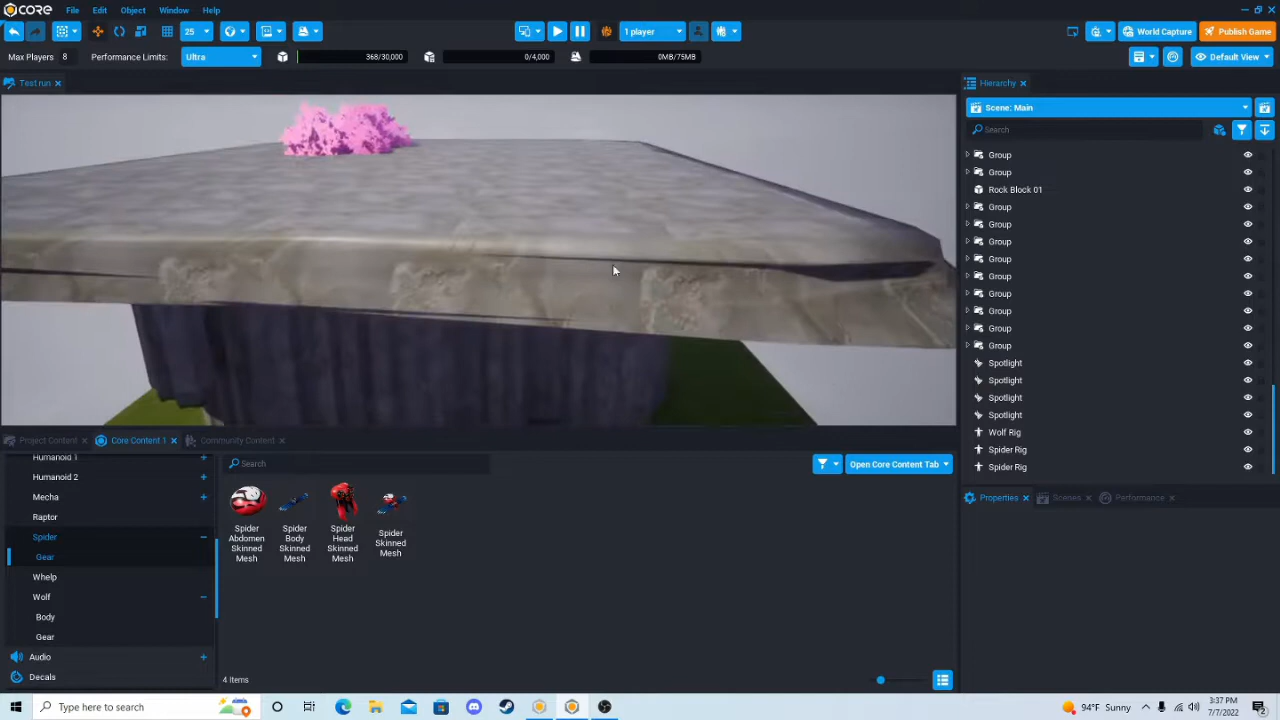 CORE File Edit Object Window Help
25 1 player World Capture Publish Game
Max Players 8 Performance Limits: Ultra 368/30,000 0/4,000 0MB/75MB Default View
Test run
Hierarchy
Scene: Main
Search
Group
Group
Rock Block 01
Group
Group
Group
Group
Group
Group
Group
Group
Group
Spotlight
Spotlight
Spotlight
Spotlight
Wolf Rig
Spider Rig
Spider Rig
Project Content Core Content 1 Community Content
Humanoid 1
Humanoid 2
Mecha
Raptor
Spider
Gear
Whelp
Wolf
Body
Gear
Audio
Decals
Search
Open Core Content Tab
Spider
Abdomen
Skinned
Mesh
Spider
Body
Skinned
Mesh
Spider
Head
Skinned
Mesh
Spider
Skinned
Mesh
4 Items
Properties Scenes Performance
Type here to search
94°F Sunny
3:37 PM
7/7/2022
2